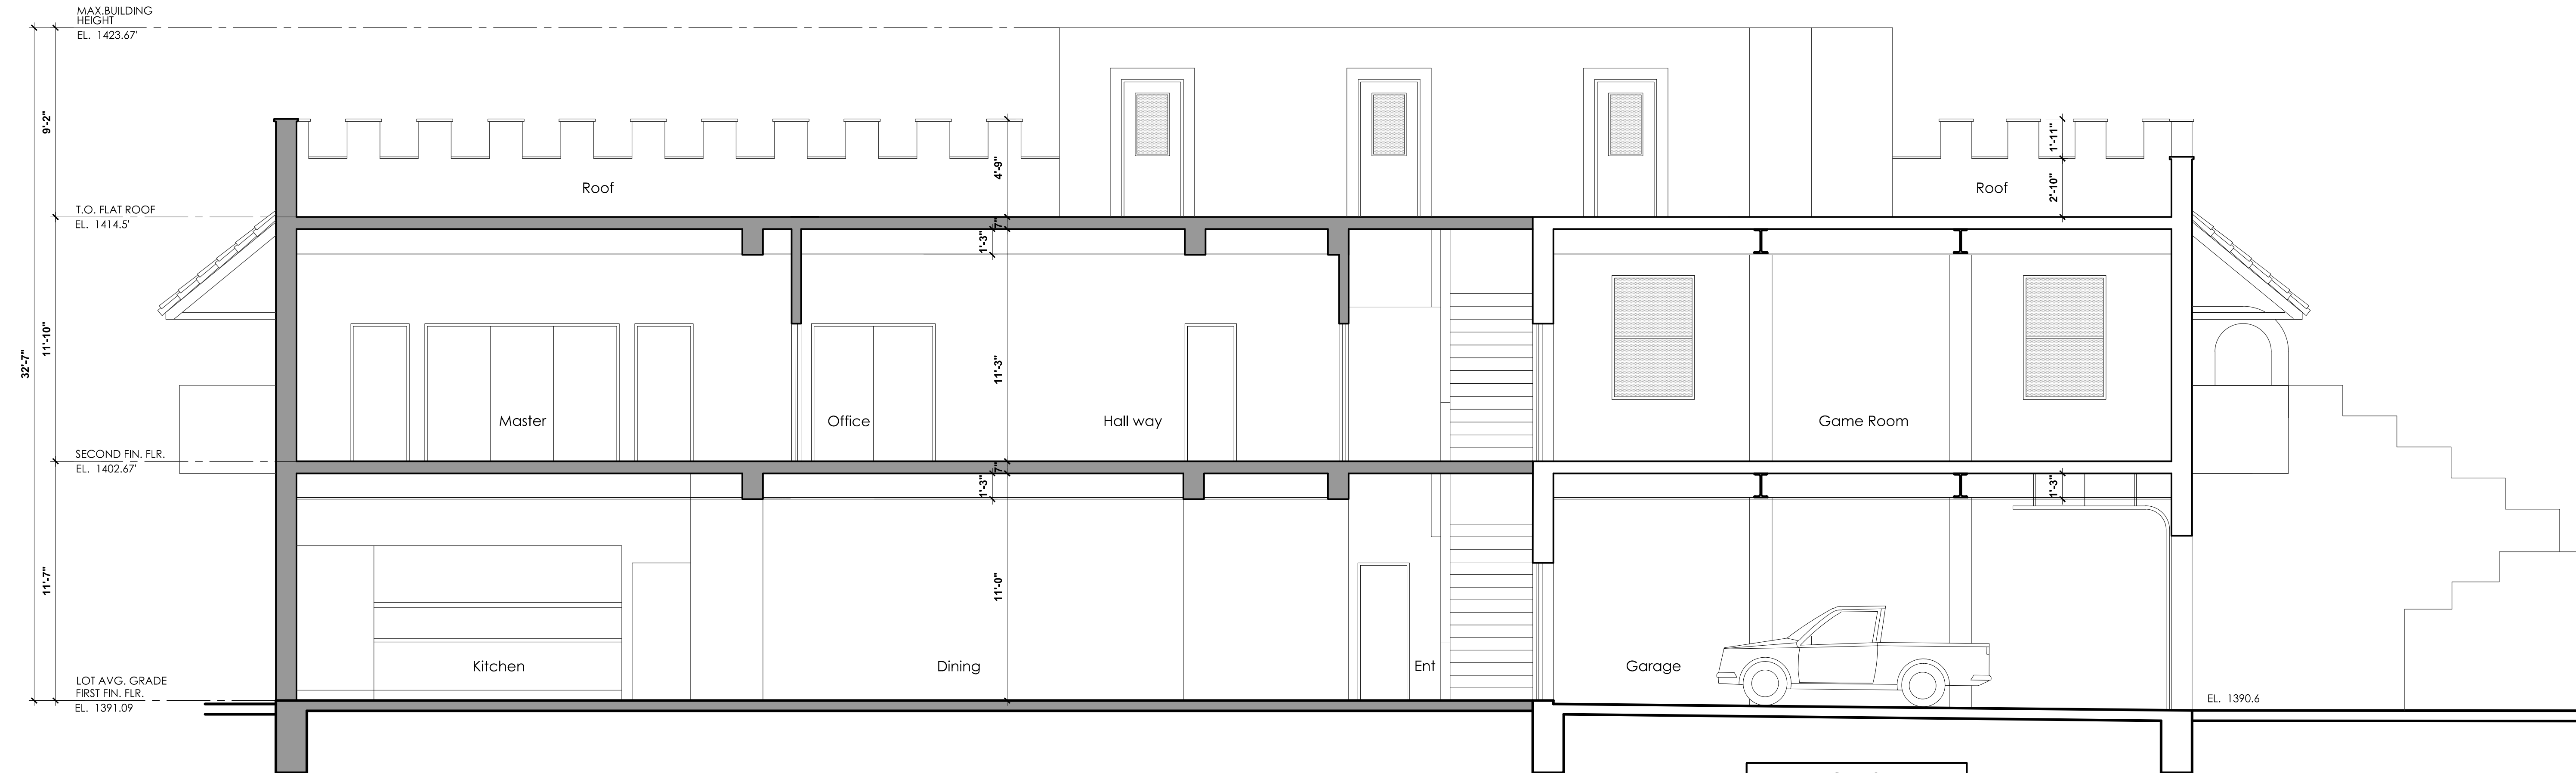 MAX.BUILDING
HEIGHT
EL. 1423.67'
9'-2"
4'-9"
1'-11"
2'-10"
Roof
Roof
T.O. FLAT ROOF
EL. 1414.5'
7"
1'-3"
32'-7"
11'-10"
11'-3"
Master
Office
Hall way
Game Room
SECOND FIN. FLR.
EL. 1402.67'
7"
1'-3"
1'-3"
11'-7"
11'-0"
Kitchen
Dining
Ent
Garage
LOT AVG. GRADE
FIRST FIN. FLR.
EL. 1391.09
EL. 1390.6